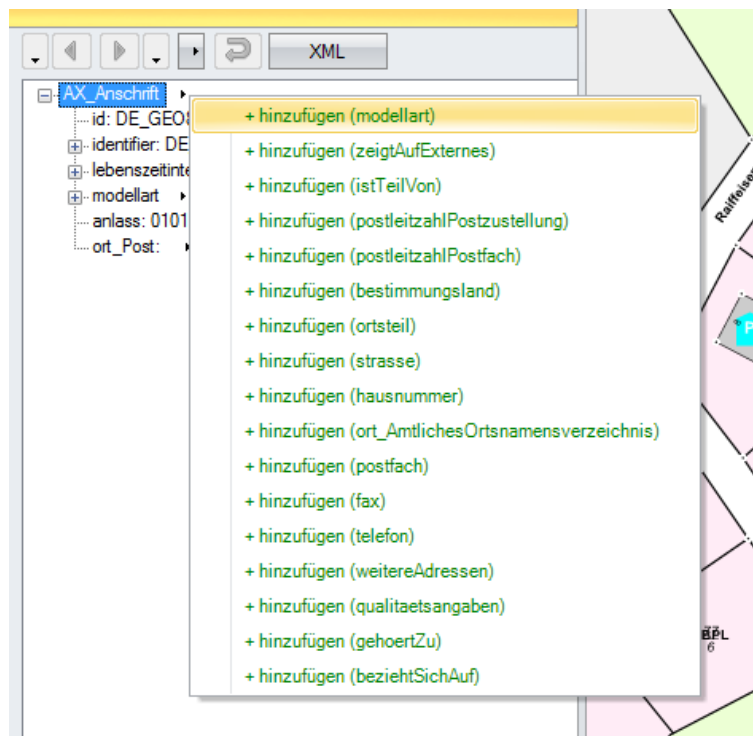 XML
AX_Anschrift
id: DE_GEO
identifier: DE
lebenszeitinte
modellart
anlass: 0101
ort_Post:
+ hinzufügen (modellart)
+ hinzufügen (zeigtAufExternes)
+ hinzufügen (istTeilVon)
+ hinzufügen (postleitzahlPostzustellung)
+ hinzufügen (postleitzahlPostfach)
+ hinzufügen (bestimmungsland)
+ hinzufügen (ortsteil)
+ hinzufügen (strasse)
+ hinzufügen (hausnummer)
+ hinzufügen (ort_AmtlichesOrtsnamensverzeichnis)
+ hinzufügen (postfach)
+ hinzufügen (fax)
+ hinzufügen (telefon)
+ hinzufügen (weitereAdressen)
+ hinzufügen (qualitaetsangaben)
+ hinzufügen (gehoertZu)
+ hinzufügen (beziehtSichAuf)
Raiffeisen
P
6